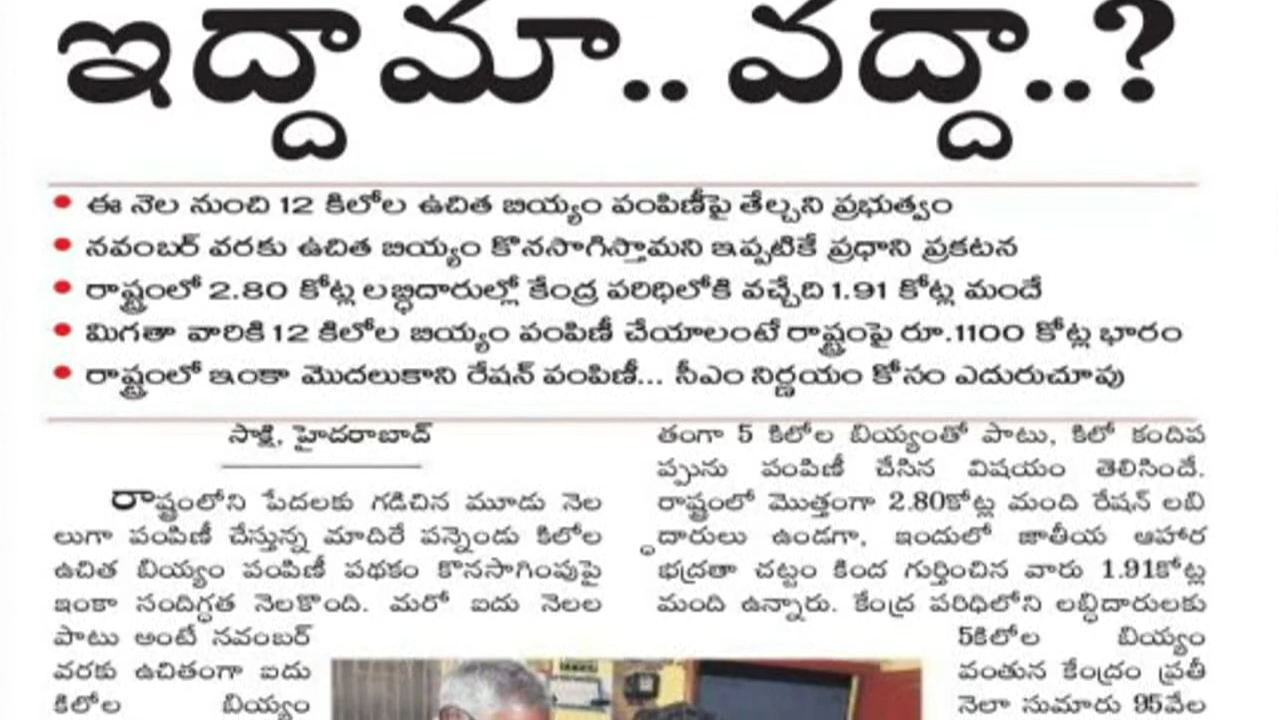 ఇద్దామా.. వద్దా..?
• ఈ నెల నుంచి 12 కిలోల ఉచిత బియ్యం పంపిణీపై తేల్చని ప్రభుత్వం
• నవంబర్ వరకు ఉచిత బియ్యం కొనసాగిస్తామని ఇప్పటికే ప్రధాని ప్రకటన
• రాష్ట్రంలో 2.80 కోట్ల లబ్ధిదారుల్లో కేంద్ర పరిధిలోకి వచ్చేది 1.91 కోట్ల మందే
• మిగతా వారికి 12 కిలోల బియ్యం పంపిణీ చేయాలంటే రాష్ట్రంపై రూ.1100 కోట్ల భారం
• రాష్ట్రంలో ఇంకా మొదలుకాని రేషన్ పంపిణీ... సీఎం నిర్ణయం కోసం ఎదురుచూపు
సాక్షి, హైదరాబాద్
రాష్ట్రంలోని పేదలకు గడిచిన మూడు నెల
లుగా పంపిణీ చేస్తున్న మాదిరే పన్నెండు కిలోల
ఉచిత బియ్యం పంపిణీ పథకం కొనసాగింపుపై
ఇంకా సందిగ్ధత నెలకొంది. మరో ఐదు నెలల
పాటు అంటే నవంబర్
వరకు ఉచితంగా ఐదు
కిలోల బియ్యం
తంగా 5 కిలోల బియ్యంతో పాటు, కిలో కందిప
ప్పును పంపిణీ చేసిన విషయం తెలిసిందే.
రాష్ట్రంలో మొత్తంగా 2.80కోట్ల మంది రేషన్ లబి
్ధదారులు ఉండగా, ఇందులో జాతీయ ఆహార
భద్రతా చట్టం కింద గుర్తించిన వారు 1.91కోట్ల
మంది ఉన్నారు. కేంద్ర పరిధిలోని లబ్ధిదారులకు
5కిలోల బియ్యం
వంతున కేంద్రం ప్రతీ
నెలా సుమారు 95వేల